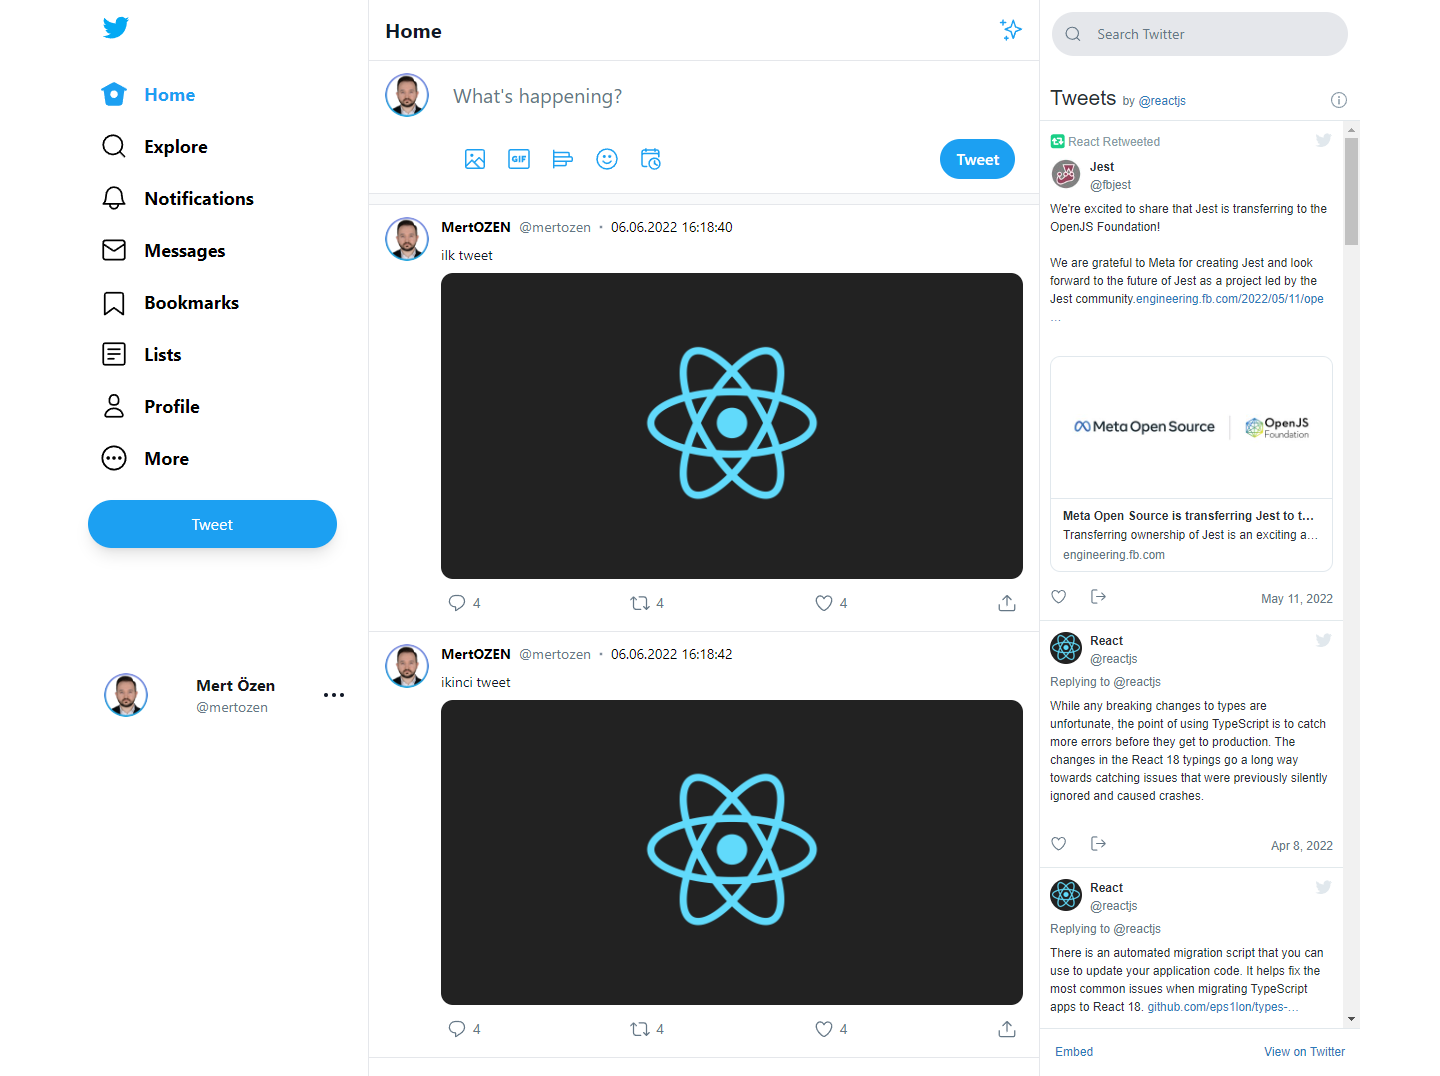 Home
Explore
Notifications
Messages
Bookmarks
Lists
Profile
More
Tweet
Mert Özen
@mertozen
Home
What's happening?
GIF
Tweet
MertOZEN @mertozen · 06.06.2022 16:18:40
ilk tweet
4 4 4
MertOZEN @mertozen · 06.06.2022 16:18:42
ikinci tweet
4 4 4
Search Twitter
Tweets by @reactjs
React Retweeted
Jest
@fbjest
We're excited to share that Jest is transferring to the
OpenJS Foundation!
We are grateful to Meta for creating Jest and look
forward to the future of Jest as a project led by the
Jest community.engineering.fb.com/2022/05/11/ope
…
Meta Open Source
OpenJS
Foundation
Meta Open Source is transferring Jest to t…
Transferring ownership of Jest is an exciting a…
engineering.fb.com
May 11, 2022
React
@reactjs
Replying to @reactjs
While any breaking changes to types are
unfortunate, the point of using TypeScript is to catch
more errors before they get to production. The
changes in the React 18 typings go a long way
towards catching issues that were previously silently
ignored and caused crashes.
Apr 8, 2022
React
@reactjs
Replying to @reactjs
There is an automated migration script that you can
use to update your application code. It helps fix the
most common issues when migrating TypeScript
apps to React 18. github.com/eps1lon/types-…
Embed
View on Twitter